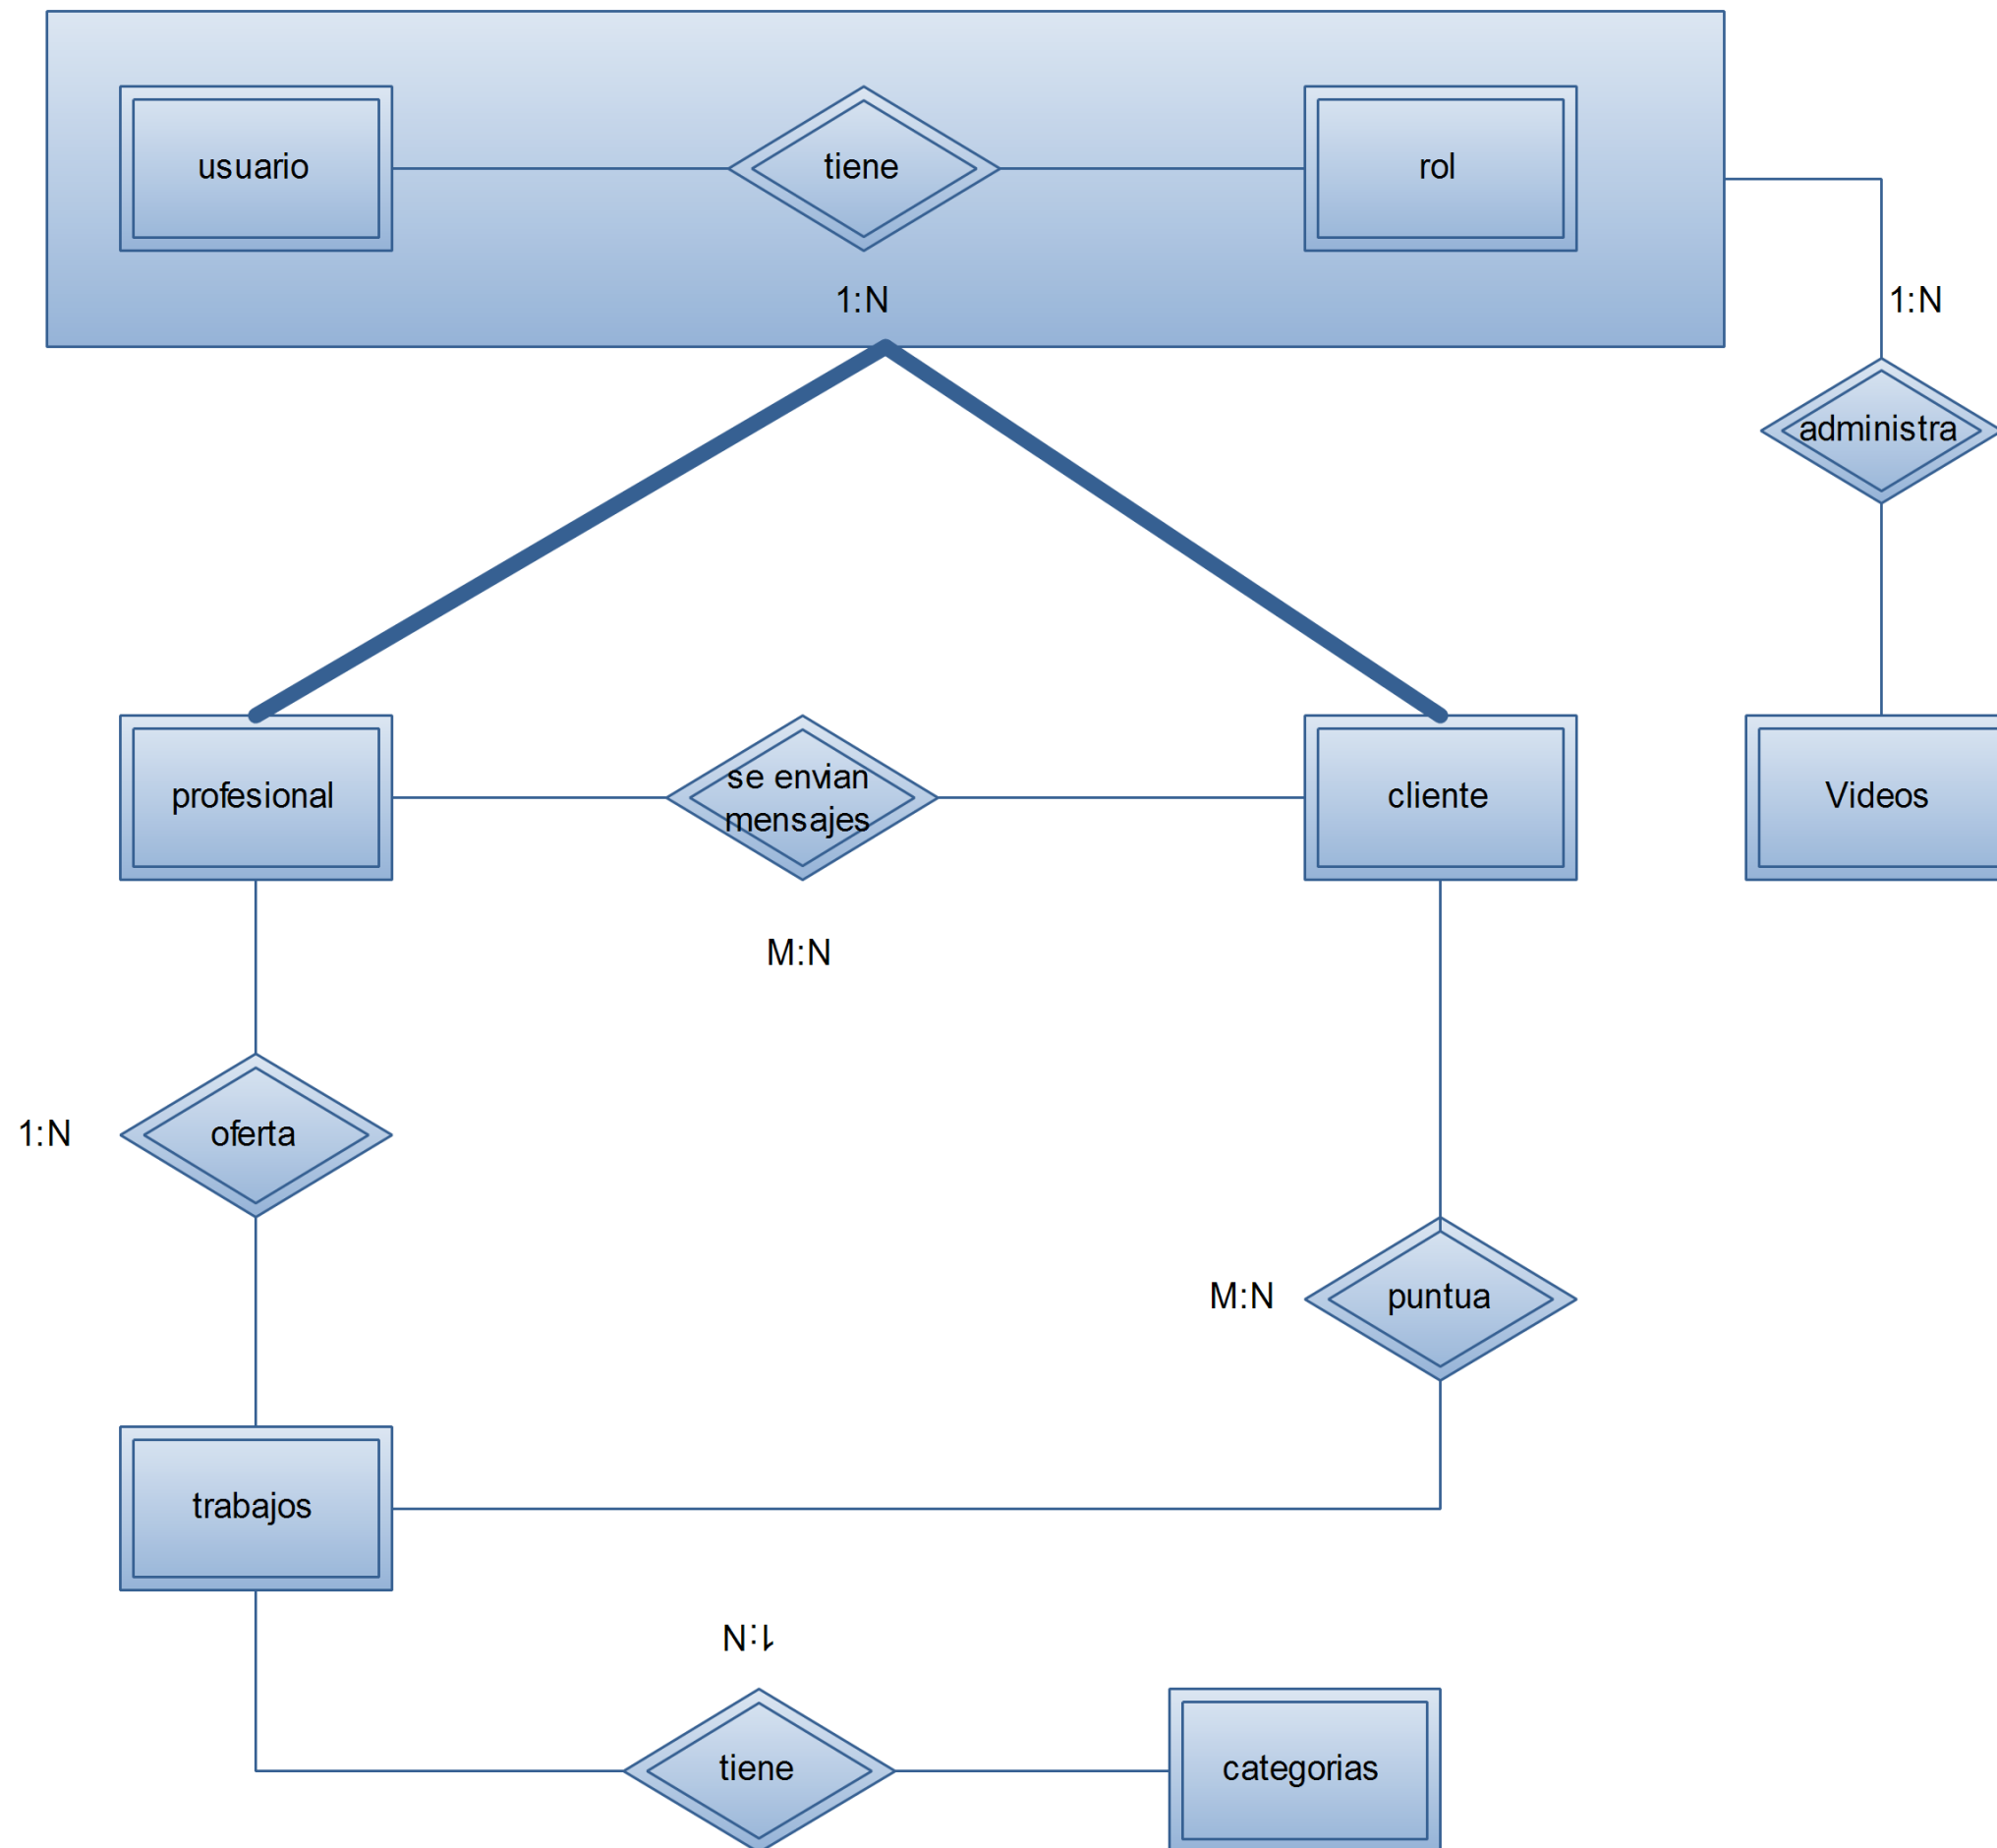 usuario
tiene
rol
1:N
1:N
administra
profesional
se envian
mensajes
cliente
Videos
M:N
1:N
oferta
M:N
puntua
trabajos
N:1
tiene
categorias